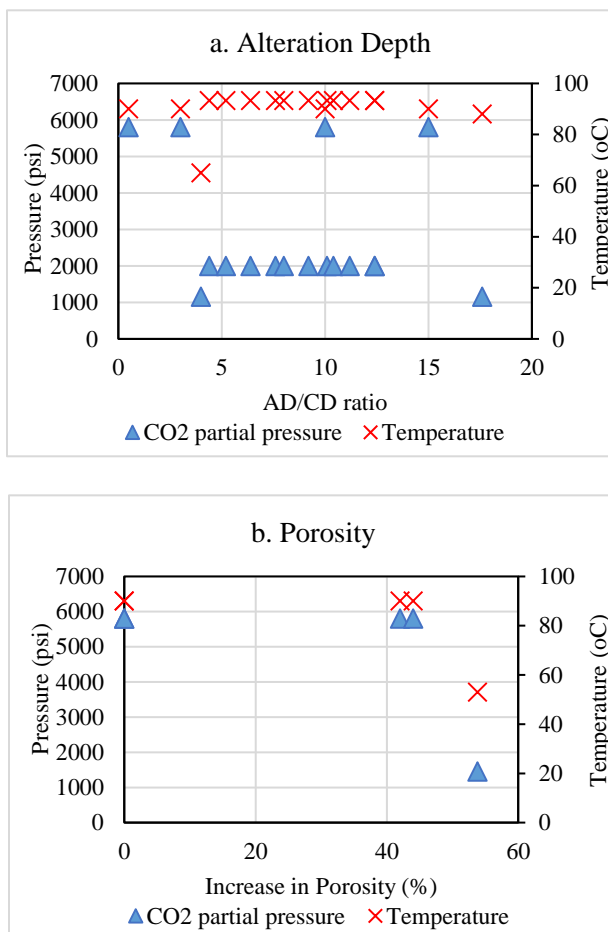 a. Alteration Depth
7000
6000
5000
4000
3000
2000
1000
0
Pressure (psi)
100
80
60
40
20
0
Temperature (oC)
0 5 10 15 20
AD/CD ratio
CO2 partial pressure Temperature
b. Porosity
7000
6000
5000
4000
3000
2000
1000
0
Pressure (psi)
100
80
60
40
20
0
Temperature (oC)
0 20 40 60
Increase in Porosity (%)
CO2 partial pressure Temperature